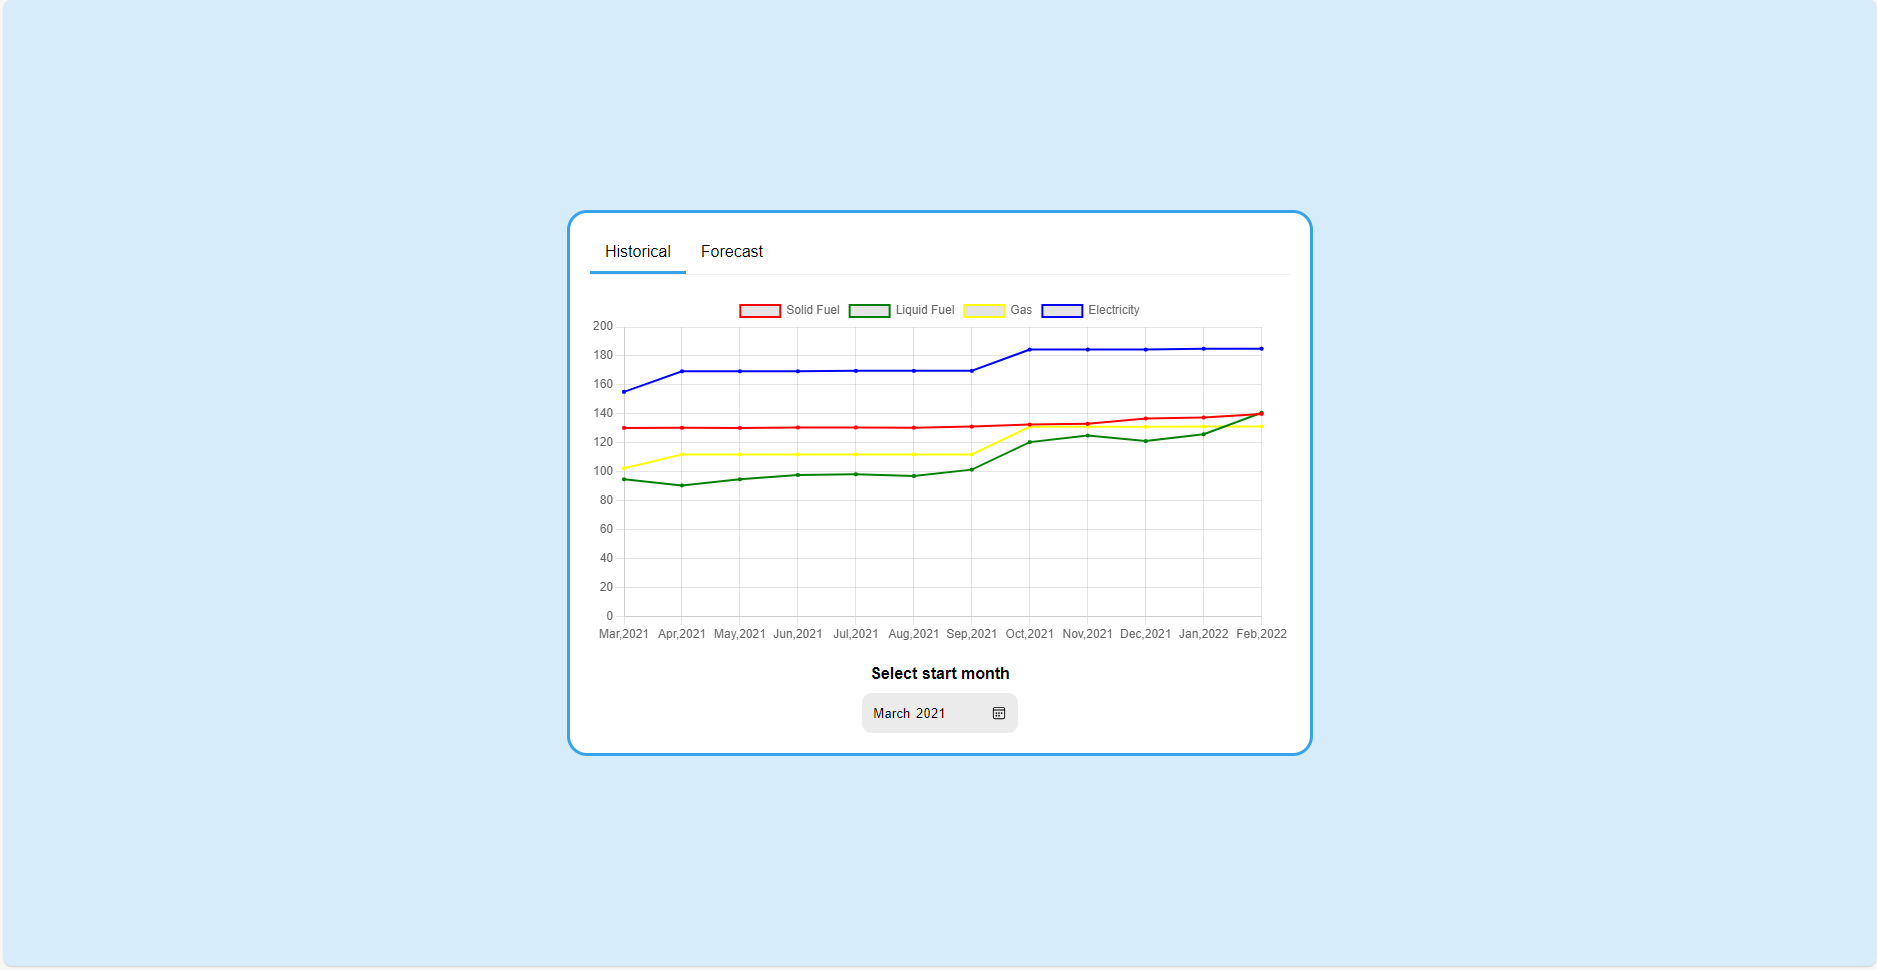 Historical Forecast
Solid Fuel Liquid Fuel Gas Electricity
200
180
160
140
120
100
80
60
40
20
0
Mar,2021 Apr,2021 May,2021 Jun,2021 Jul,2021 Aug,2021 Sep,2021 Oct,2021 Nov,2021 Dec,2021 Jan,2022 Feb,2022
Select start month
March 2021